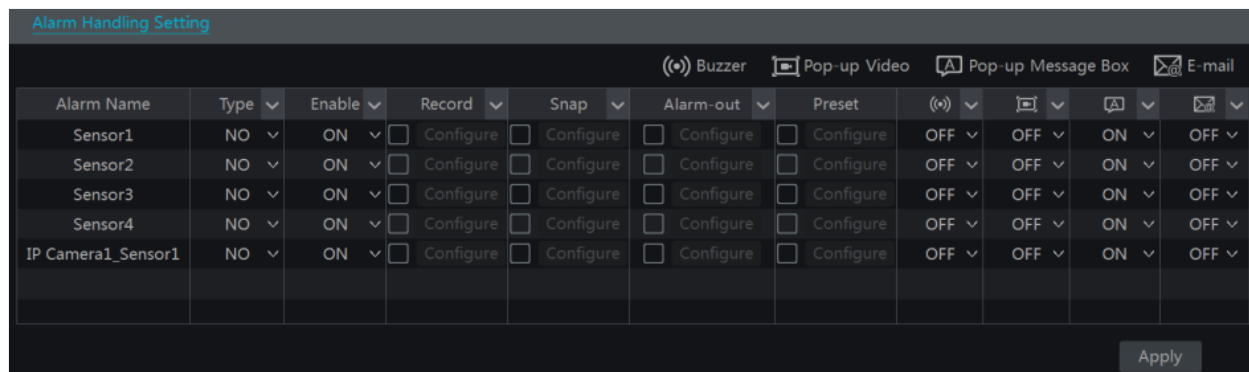 Alarm Handling Setting
Buzzer Pop-up Video Pop-up Message Box E-mail
Alarm Name Type Enable Record Snap Alarm-out Preset
Sensor1 NO ON Configure Configure Configure Configure OFF OFF ON OFF
Sensor2 NO ON Configure Configure Configure Configure OFF OFF ON OFF
Sensor3 NO ON Configure Configure Configure Configure OFF OFF ON OFF
Sensor4 NO ON Configure Configure Configure Configure OFF OFF ON OFF
IP Camera1_Sensor1 NO ON Configure Configure Configure Configure OFF OFF ON OFF
Apply